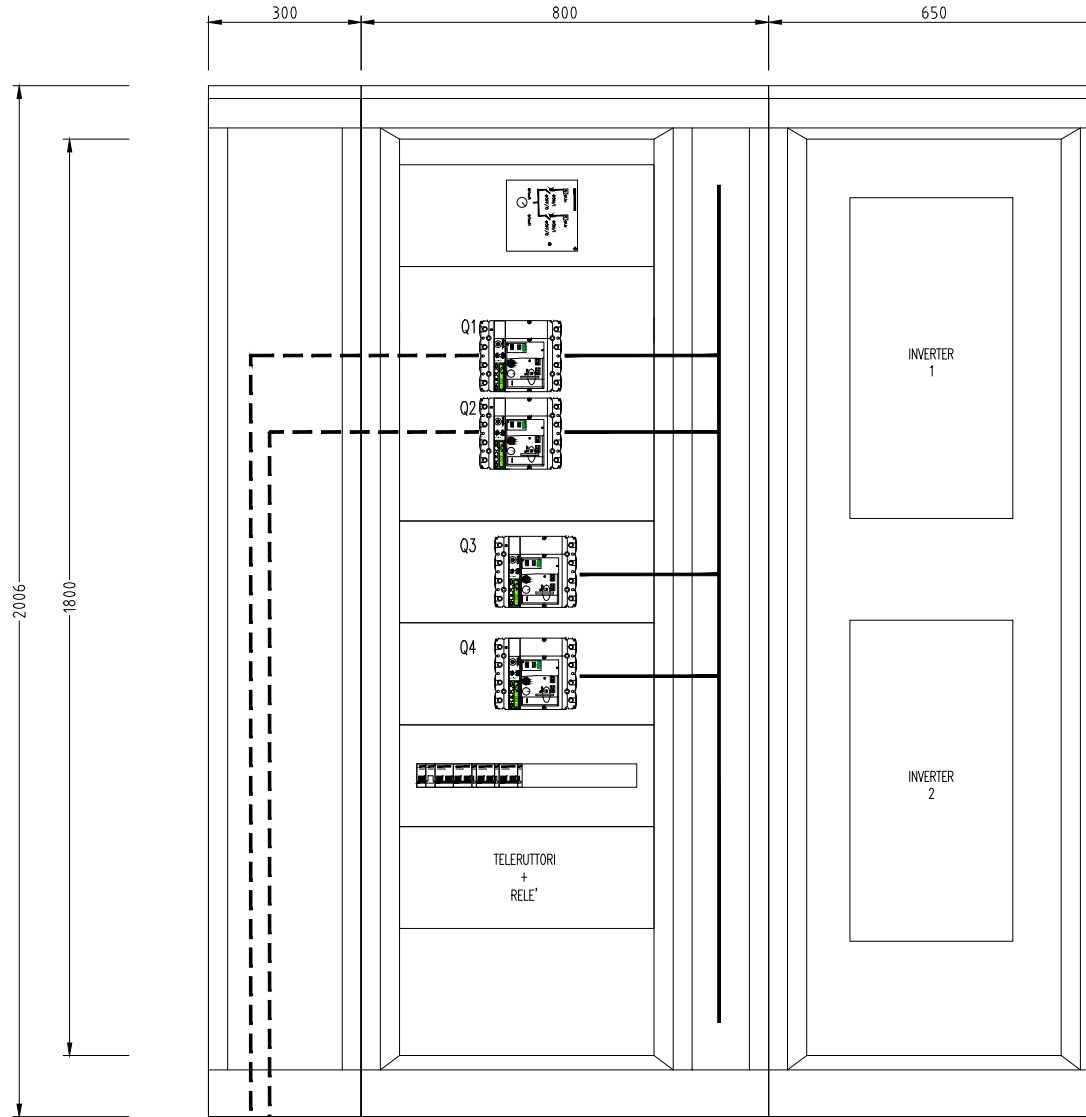 300
800
650
2006
1800
Q1
Q2
Q3
Q4
INVERTER
1
INVERTER
2
TELERUTTORI
+
RELE'